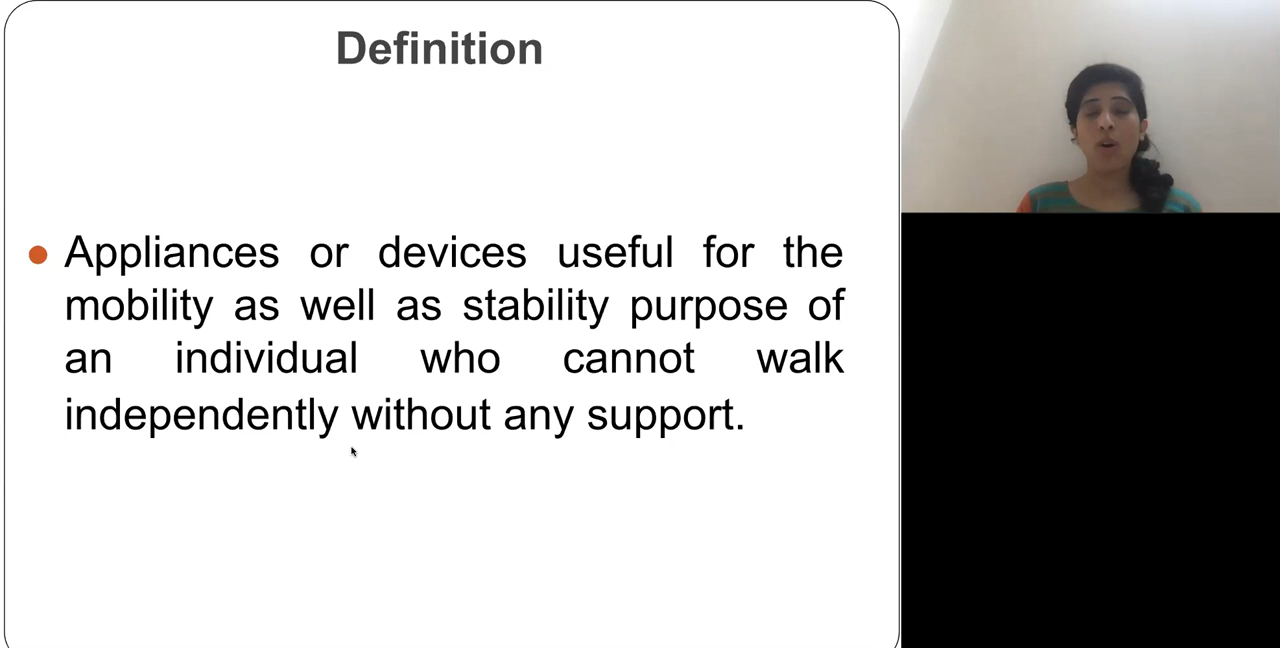 Definition
Appliances or devices useful for the
mobility as well as stability purpose of
an individual who cannot walk
independently without any support.